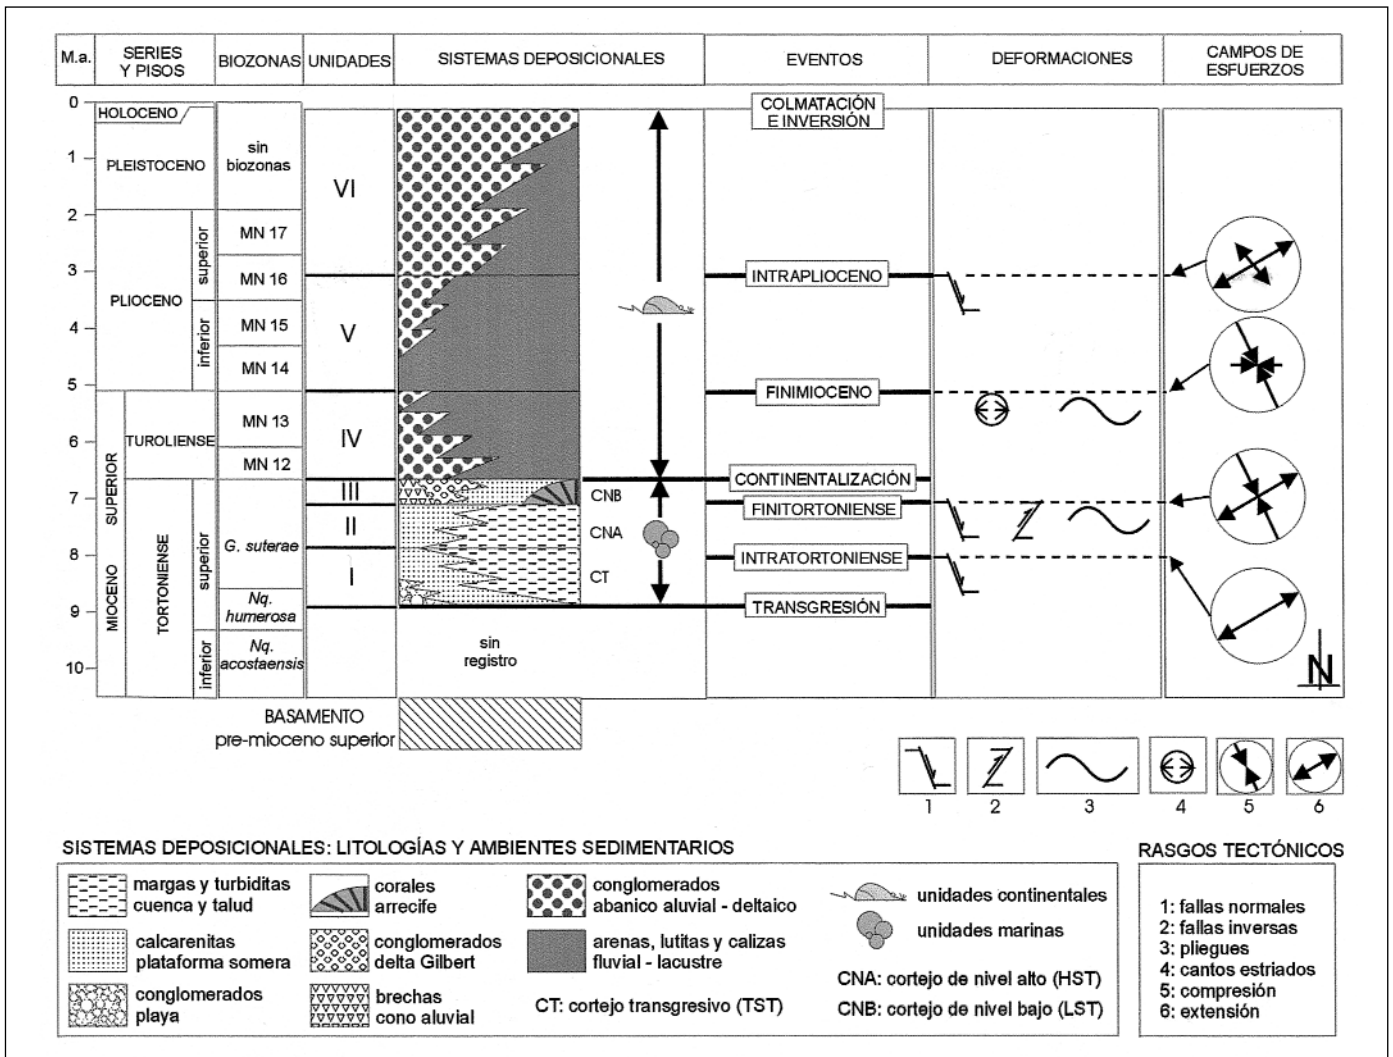 M.a.
SERIES
Y PISOS
BIOZONAS
UNIDADES
SISTEMAS DEPOSICIONALES
EVENTOS
DEFORMACIONES
CAMPOS DE
ESFUERZOS
0
1
2
3
4
5
6
7
8
9
10
HOLOCENO
PLEISTOCENO
PLIOCENO
superior
inferior
MIOCENO SUPERIOR
TUROLIENSE
TORTONIENSE
superior
inferior
sin
biozonas
MN 17
MN 16
MN 15
MN 14
MN 13
MN 12
G. suterae
Nq.
humerosa
Nq.
acostaensis
VI
V
IV
III
II
I
CNB
CNA
CT
sin
registro
BASAMENTO
pre-mioceno superior
COLMATACIÓN
E INVERSIÓN
INTRAPLIOCENO
FINIMIOCENO
CONTINENTALIZACIÓN
FINITORTONIENSE
INTRATORTONIENSE
TRANSGRESIÓN
N
1
2
3
4
5
6
SISTEMAS DEPOSICIONALES: LITOLOGÍAS Y AMBIENTES SEDIMENTARIOS
margas y turbiditas
cuenca y talud
calcarenitas
plataforma somera
conglomerados
playa
corales
arrecife
conglomerados
delta Gilbert
brechas
cono aluvial
conglomerados
abanico aluvial - deltaico
arenas, lutitas y calizas
fluvial - lacustre
CT: cortejo transgresivo (TST)
unidades continentales
unidades marinas
CNA: cortejo de nivel alto (HST)
CNB: cortejo de nivel bajo (LST)
RASGOS TECTÓNICOS
1: fallas normales
2: fallas inversas
3: pliegues
4: cantos estriados
5: compresión
6: extensión